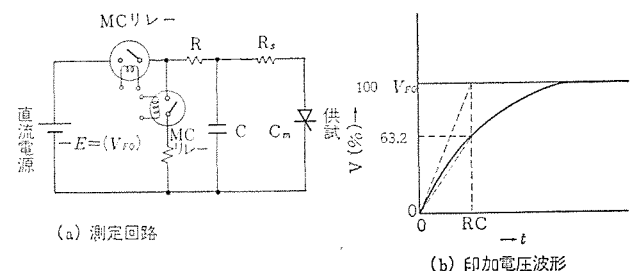 MCリレー
R
Rs
MC
リレー
C
Cm
直流電源
E=(VFO)
供試
(a) 測定回路
V (%) →
100 VFO
63.2
0
0
RC
→t
(b) 印加電圧波形